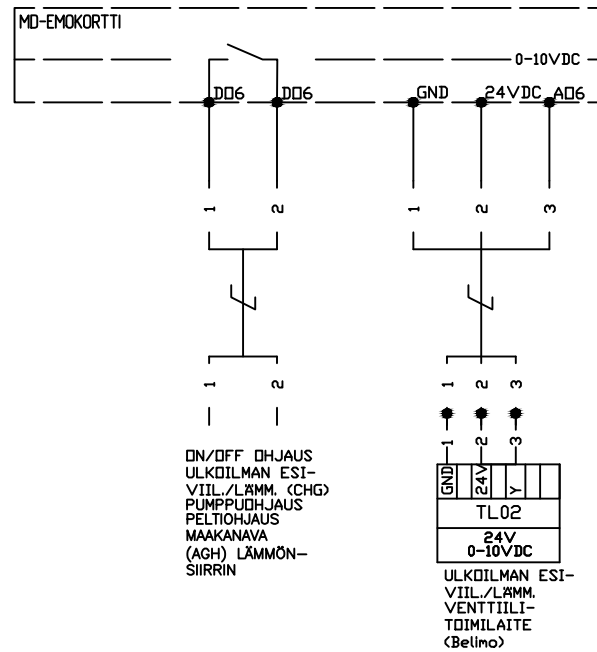 MD-EMOKORTTI
0-10VDC
DO6 DO6 GND 24VDC AO6
1 2 1 2 3
1 2 1 2 3
1 2 3
GND 24V Y
TL02
24V
0-10VDC
ON/OFF OHJAUS
ULKOILMAN ESI-
VIIL./LÄMM. (CHG)
PUMPPUOHJAUS
PELTIOHJAUS
MAAKANAVA
(AGH) LÄMMÖN-
SIIRRIN
ULKOILMAN ESI-
VIIL./LÄMM.
VENTTIILI-
TOIMILAITE
(Belimo)